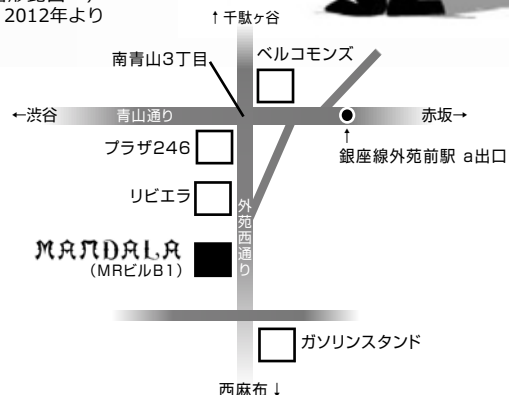 2012年より
↑千駄ヶ谷
南青山3丁目
ベルコモンズ
←渋谷
青山通り
赤坂→
↑
銀座線外苑前駅 a出口
プラザ246
リビエラ
外苑西通り
MANDALA
(MRビルB1)
ガソリンスタンド
西麻布↓